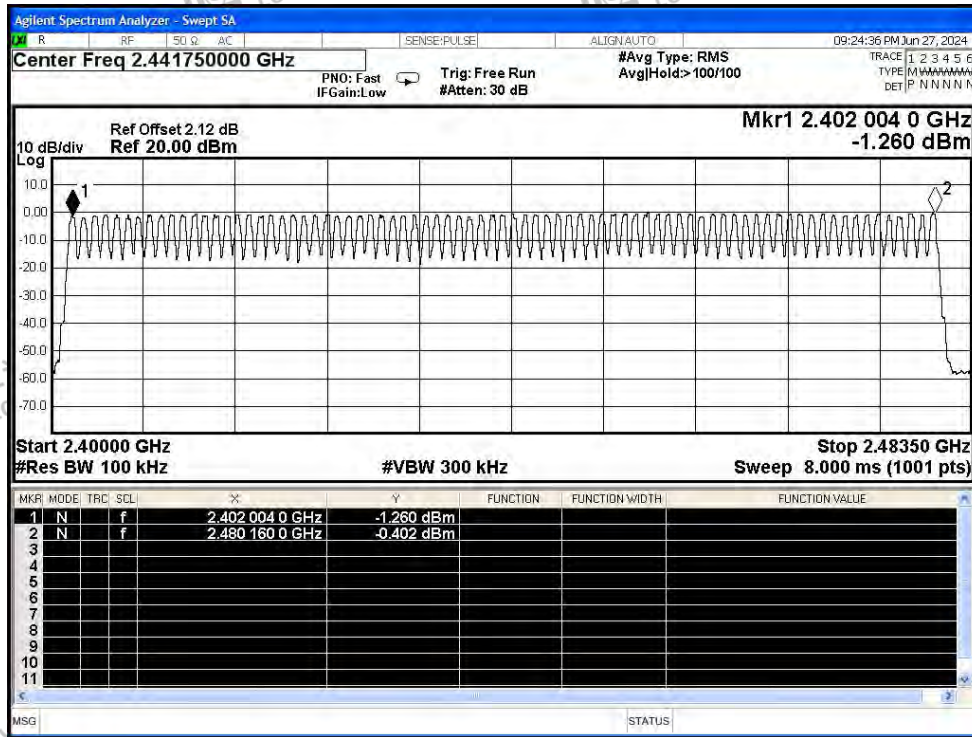 Agilent Spectrum Analyzer - Swept SA
LXI R RF 50 Ω AC SENSE:PULSE ALIGN AUTO 09:24:36 PM Jun 27, 2024
Center Freq 2.441750000 GHz
PNO: Fast Trig: Free Run #Avg Type: RMS TRACE 1 2 3 4 5 6
IFGain:Low #Atten: 30 dB Avg|Hold:>100/100 TYPE M
DET P N N N N N
Ref Offset 2.12 dB Mkr1 2.402 004 0 GHz
10 dB/div Ref 20.00 dBm -1.260 dBm
Log
10.0
0.00
-10.0
-20.0
-30.0
-40.0
-50.0
-60.0
-70.0
1
2
Start 2.40000 GHz Stop 2.48350 GHz
#Res BW 100 kHz #VBW 300 kHz Sweep 8.000 ms (1001 pts)
MKR MODE TRC SCL X Y FUNCTION FUNCTION WIDTH FUNCTION VALUE
1 N f 2.402 004 0 GHz -1.260 dBm
2 N f 2.480 160 0 GHz -0.402 dBm
3
4
5
6
7
8
9
10
11
MSG STATUS